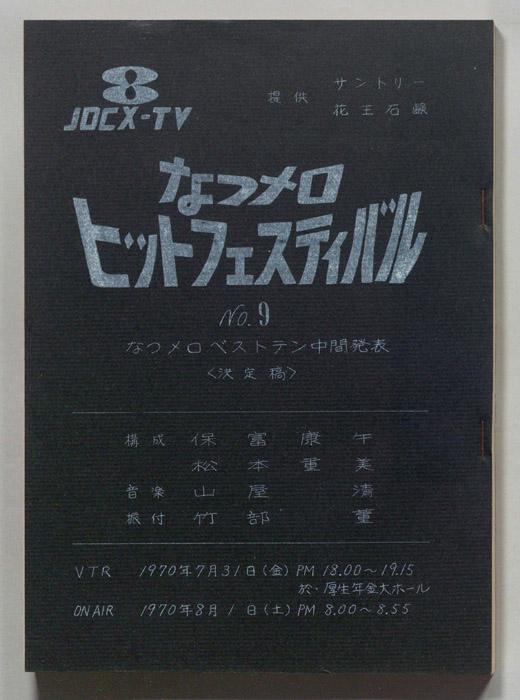 8
JOCX-TV
提供 サントリー
花王石鹸
なつメロ
ヒットフェスティバル
No. 9
なつメロベストテン中間発表
〈決定稿〉
構成 保富康午
松本重美
音楽 山屋清
振付 竹部董
VTR 1970年7月31日(金) PM 18.00〜19.15
於・厚生年金大ホール
ON AIR 1970年8月1日(土) PM 8.00〜8.55